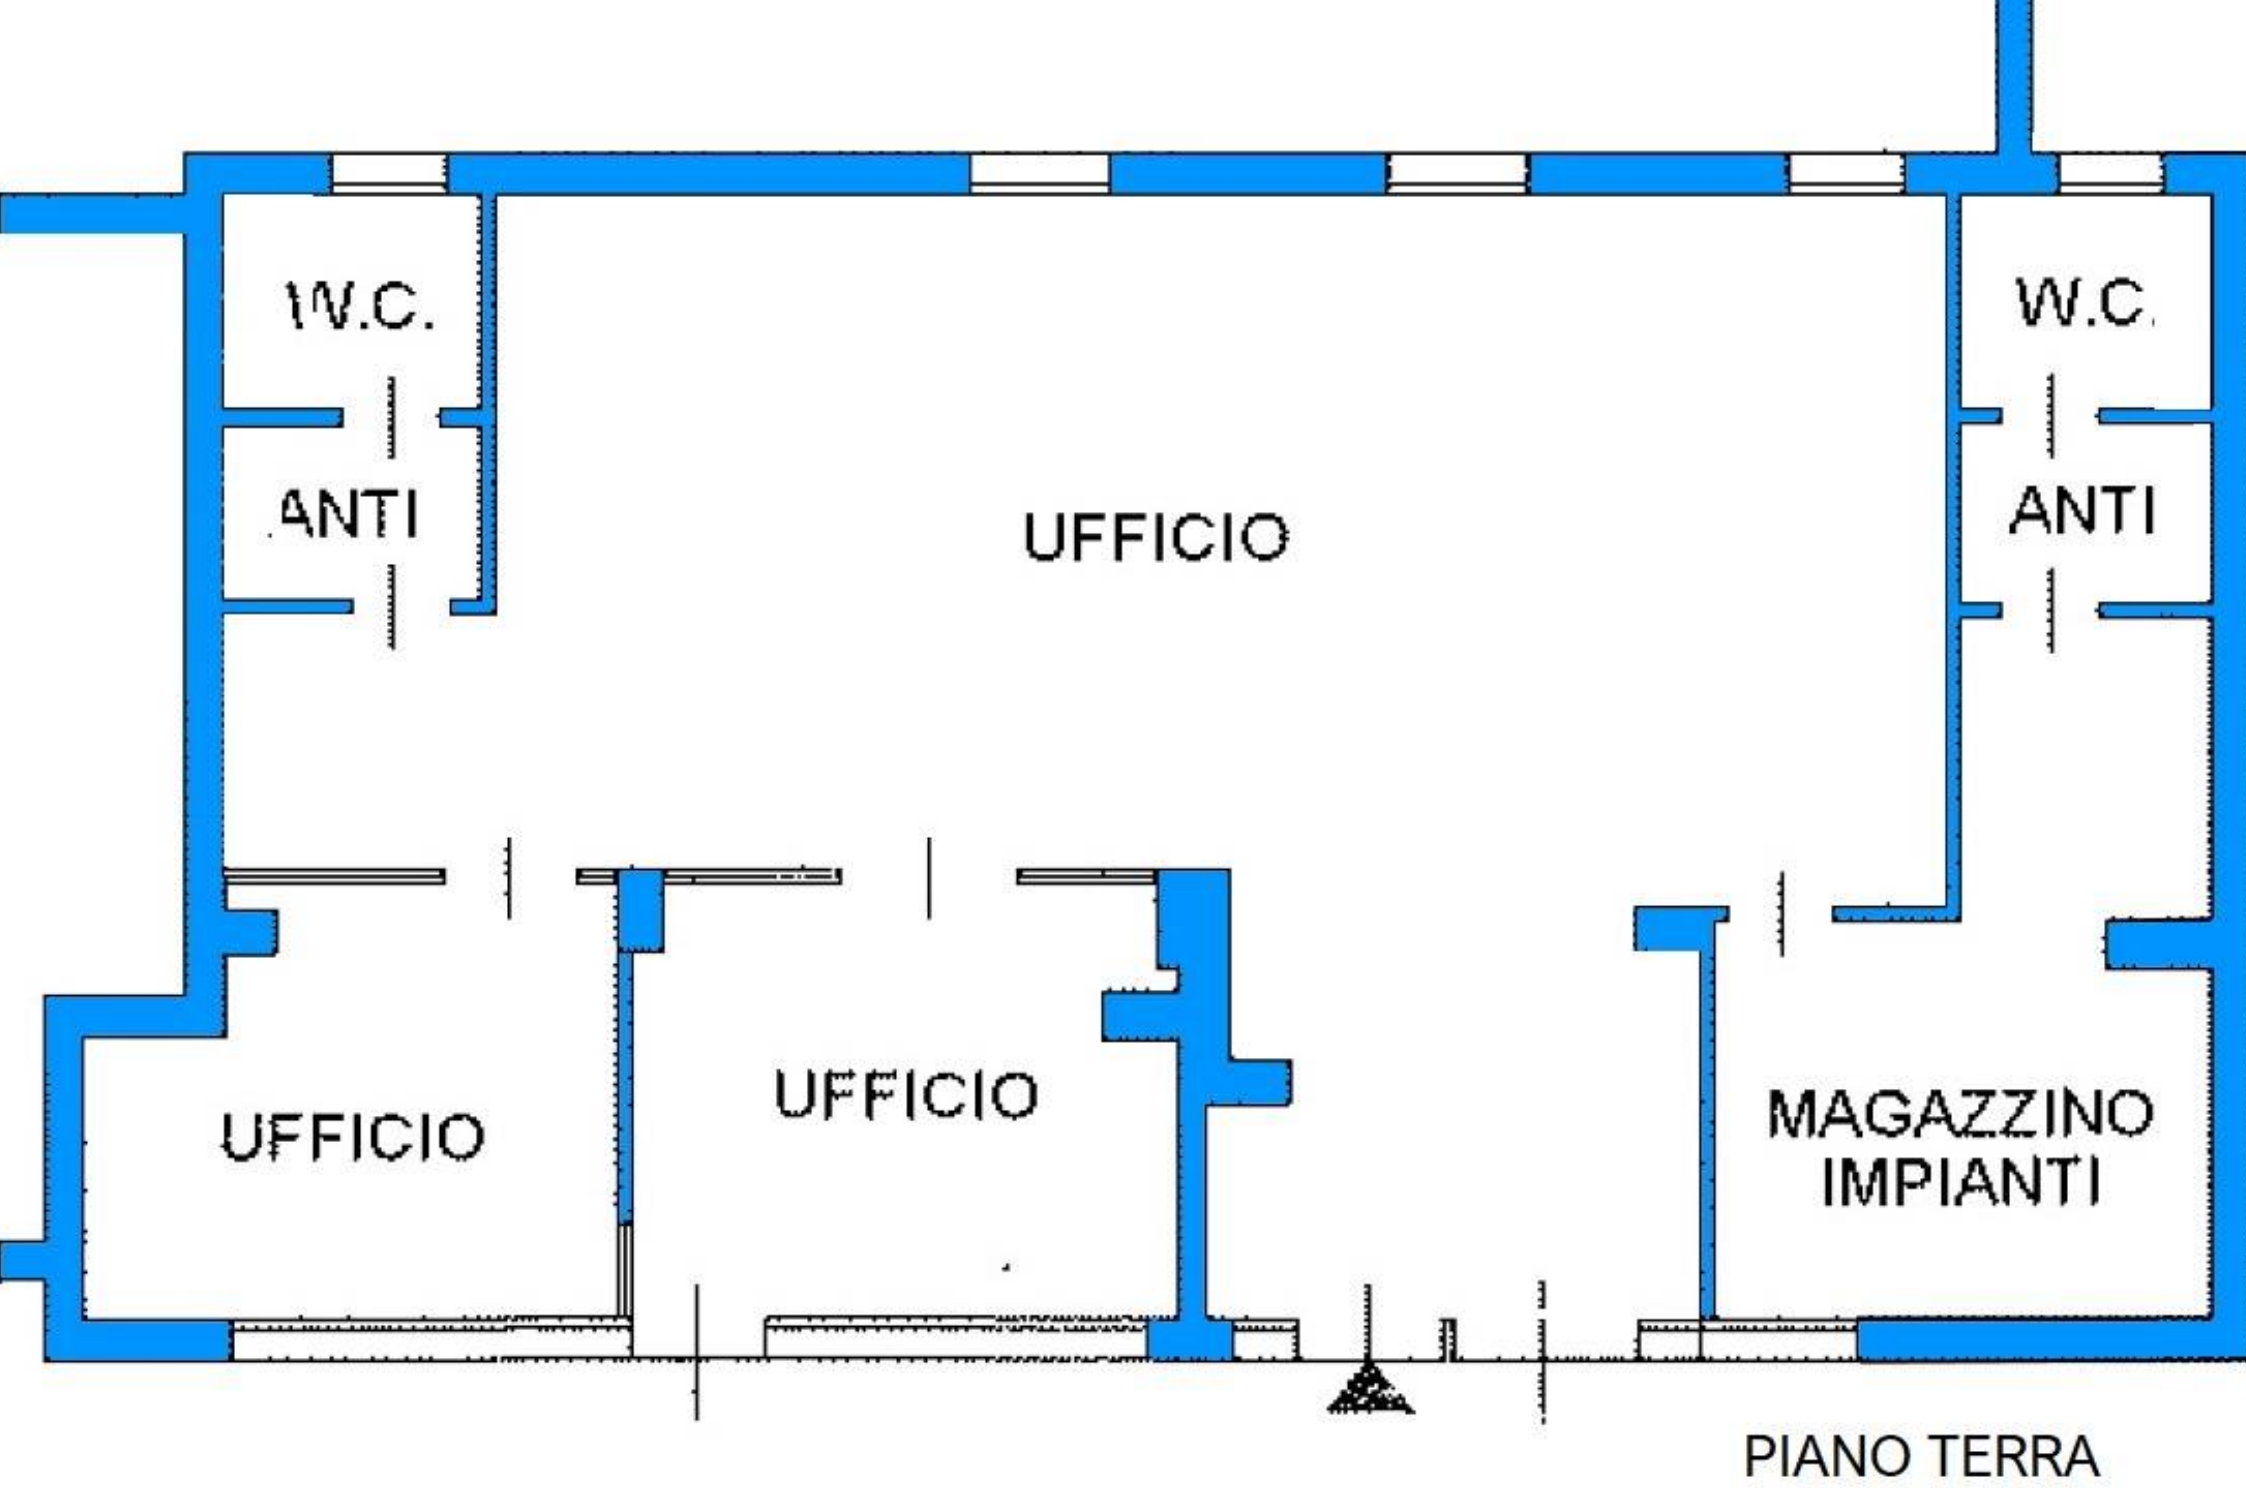 W.C.
W.C.
ANTI
ANTI
UFFICIO
UFFICIO
UFFICIO
MAGAZZINO
IMPIANTI
PIANO TERRA